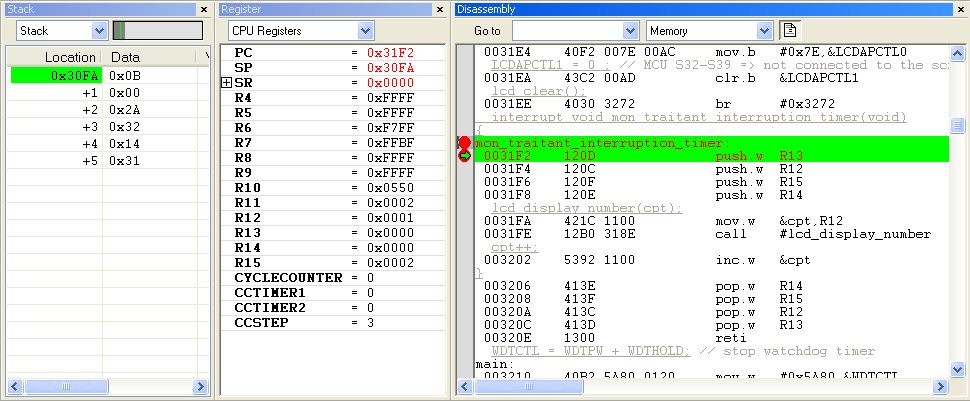 Stack
Stack
Location Data
0x30FA 0x0B
+1 0x00
+2 0x2A
+3 0x32
+4 0x14
+5 0x31
Register
CPU Registers
PC = 0x31F2
SP = 0x30FA
SR = 0x0000
R4 = 0xFFFF
R5 = 0xFFFF
R6 = 0xF7FF
R7 = 0xFFBF
R8 = 0xFFFF
R9 = 0xFFFF
R10 = 0x0550
R11 = 0x0002
R12 = 0x0001
R13 = 0x0000
R14 = 0x0000
R15 = 0x0002
CYCLECOUNTER = 0
CCTIMER1 = 0
CCTIMER2 = 0
CCSTEP = 3
Disassembly
Go to Memory
0031E4 40F2 007E 00AC mov.b #0x7E,&LCDAPCTL0
LCDAPCTL1 = 0 ; // MCU S32-S39 => not connected to the sc
0031EA 43C2 00AD clr.b &LCDAPCTL1
lcd_clear();
0031EE 4030 3272 br #0x3272
interrupt void mon_traitant_interruption_timer(void)
{
mon_traitant_interruption_timer:
0031F2 120D push.w R13
0031F4 120C push.w R12
0031F6 120F push.w R15
0031F8 120E push.w R14
lcd_display_number(cpt);
0031FA 421C 1100 mov.w &cpt,R12
0031FE 12B0 318E call #lcd_display_number
cpt++;
003202 5392 1100 inc.w &cpt
}
003206 413E pop.w R14
003208 413F pop.w R15
00320A 413C pop.w R12
00320C 413D pop.w R13
00320E 1300 reti
WDTCTL = WDTPW + WDTHOLD; // stop watchdog timer
main:
003210 40B2 5A80 0120 mov.w #0x5A80,&WDTCTL